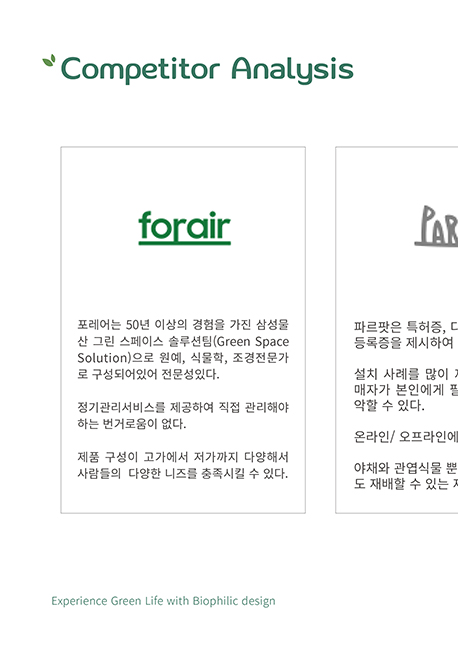 Competitor Analysis
forair
포레어는 50년 이상의 경험을 가진 삼성물
산 그린 스페이스 솔루션팀(Green Space
Solution)으로 원예, 식물학, 조경전문가
로 구성되어있어 전문성있다.
정기관리서비스를 제공하여 직접 관리해야
하는 번거로움이 없다.
제품 구성이 고가에서 저가까지 다양해서
사람들의 다양한 니즈를 충족시킬 수 있다.
PAR
파르팟은 특허증,
등록증을 제시하여
설치 사례를 많이
매자가 본인에게
악할 수 있다.
온라인/ 오프라인에
야채와 관엽식물 뿐
도 재배할 수 있는
Experience Green Life with Biophilic design